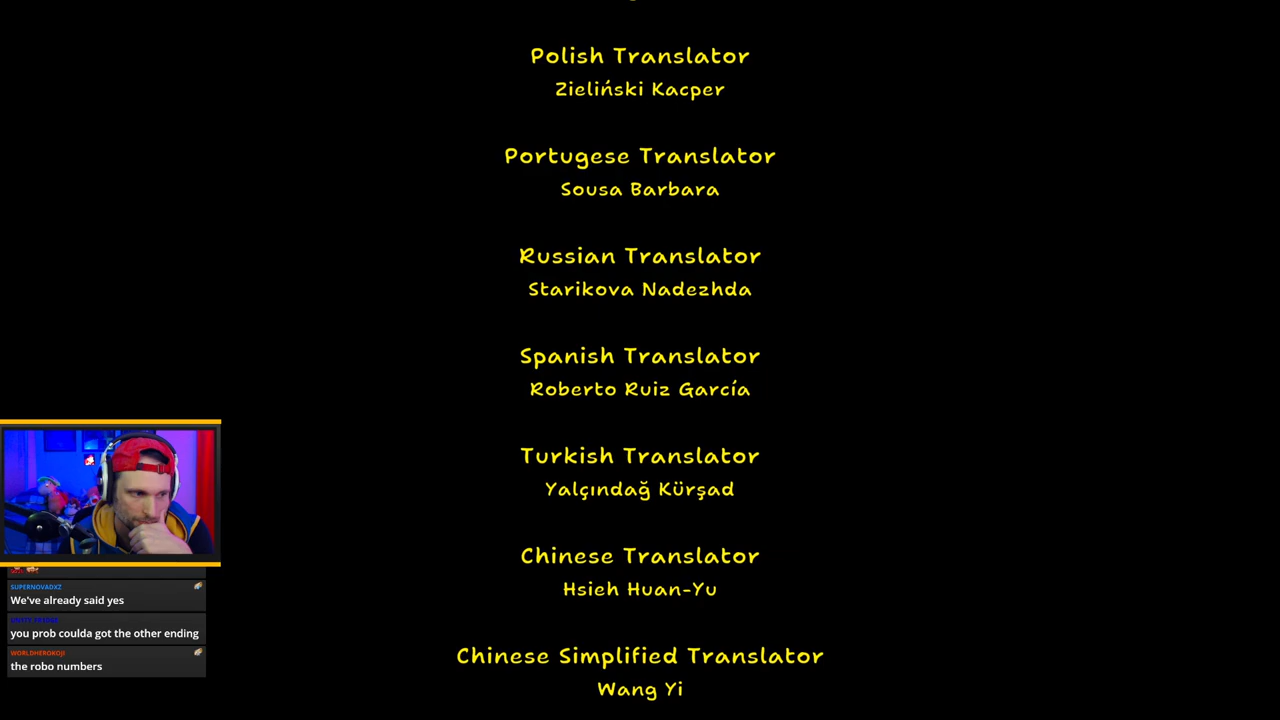 Polish Translator
Zieliński Kacper
Portugese Translator
Sousa Barbara
Russian Translator
Starikova Nadezhda
Spanish Translator
Roberto Ruiz García
Turkish Translator
Yalçındağ Kürşad
Chinese Translator
Hsieh Huan-Yu
Chinese Simplified Translator
Wang Yi
SUPERNOVADXZ
We've already said yes
you prob coulda got the other ending
WORLDHEROKOJI
the robo numbers